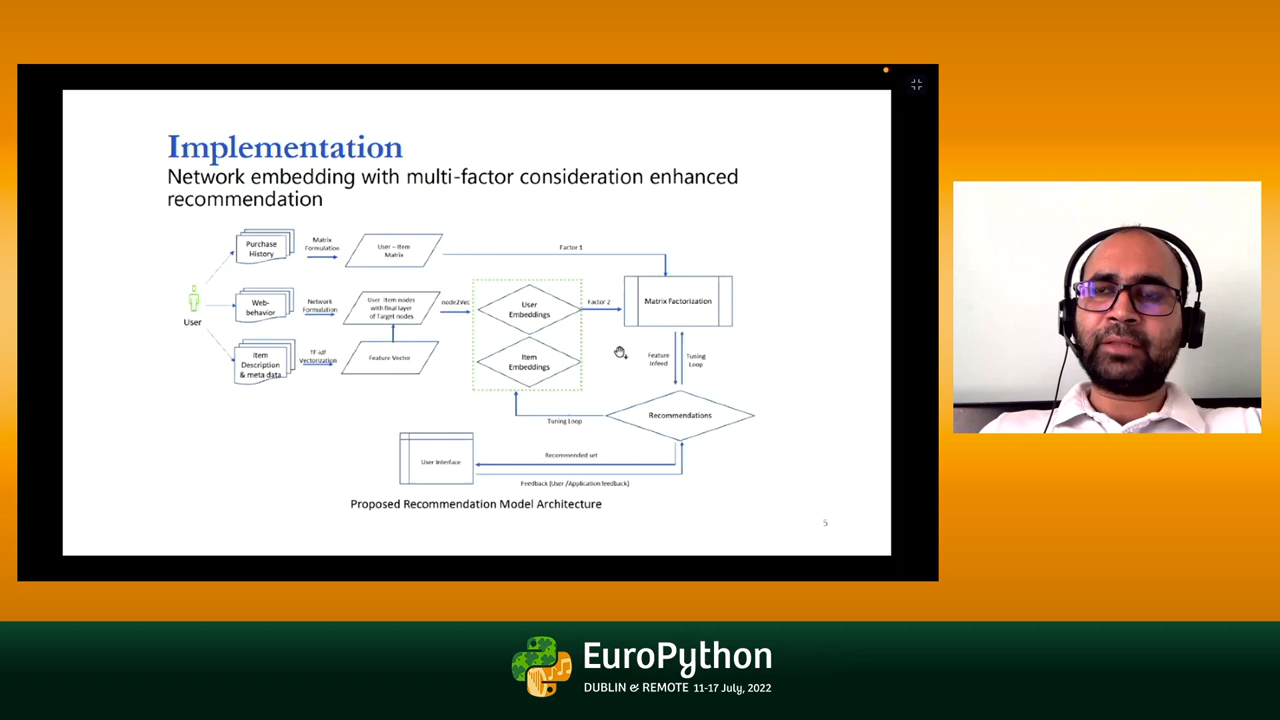 Implementation
Network embedding with multi-factor consideration enhanced
recommendation
Purchase
History
Matrix
Formulation
User – Item
Matrix
Factor 1
User
Web-
behavior
Network
Formulation
User Item nodes
with final layer
of Target nodes
node2Vec
User
Embeddings
Factor 2
Matrix Factorization
Item
Description
& meta data
TF-idf
Vectorization
Feature Vector
Item
Embeddings
Feature
Infeed
Tuning
Loop
Recommendations
Tuning Loop
User Interface
Recommended set
Feedback (User /Application feedback)
Proposed Recommendation Model Architecture
5
EuroPython
DUBLIN & REMOTE 11-17 July, 2022